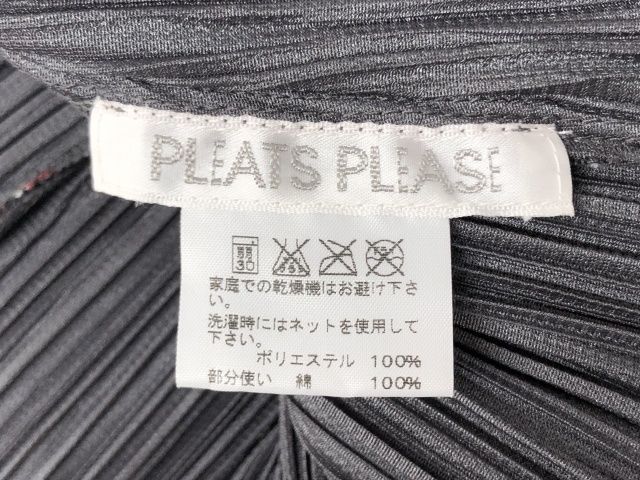 PLEATS PLEASE
家庭での乾燥機はお避け下さ
い。
洗濯時にはネットを使用して
下さい。
ポリエステル 100%
部分使い 綿 100%